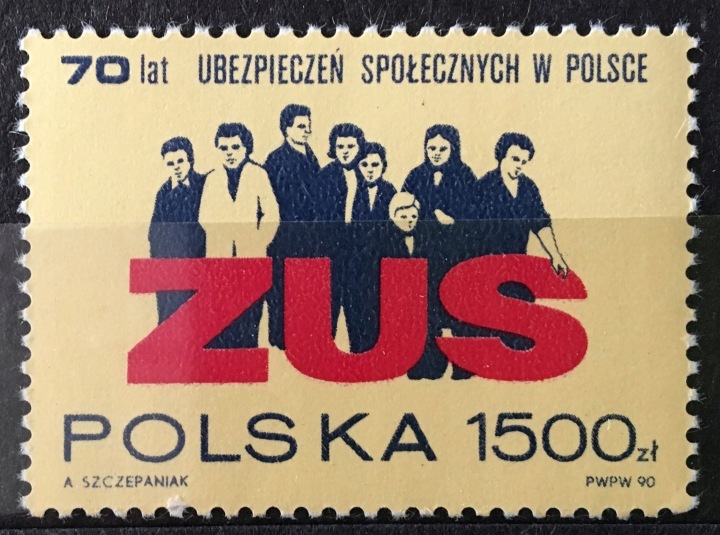 70 lat UBEZPIECZEŃ SPOŁECZNYCH W POLSCE
ZUS
POLSKA 1500zł
A. SZCZEPANIAK PWPW 90